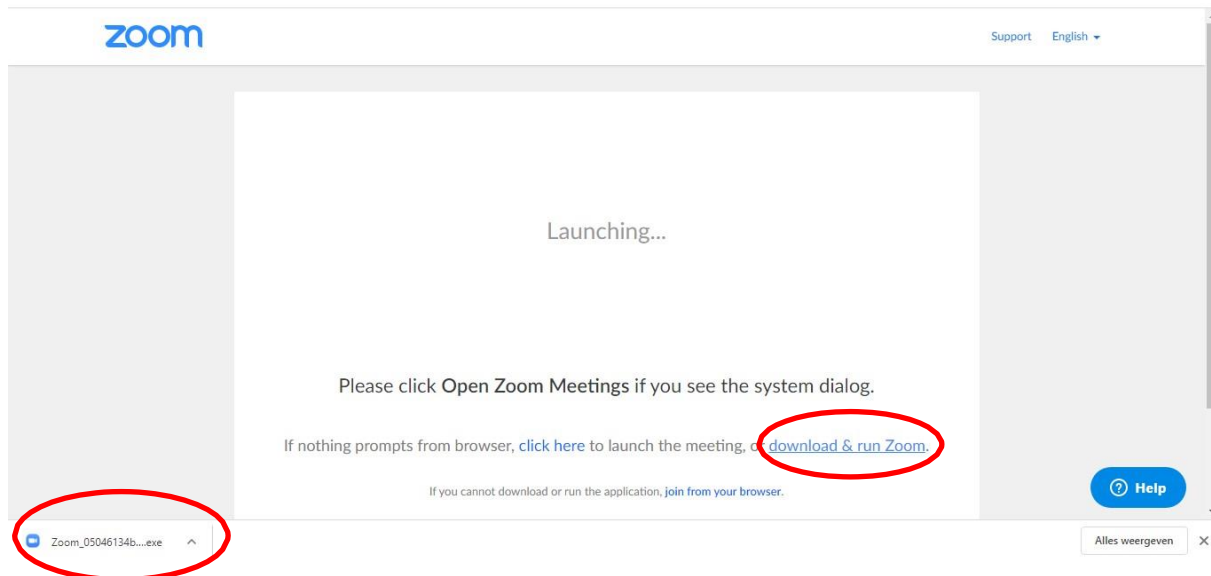 zoom
Support English
Launching...
Please click Open Zoom Meetings if you see the system dialog.
If nothing prompts from browser, click here to launch the meeting, or download & run Zoom.
If you cannot download or run the application, join from your browser.
Help
Zoom_05046134b....exe
Alles weergeven